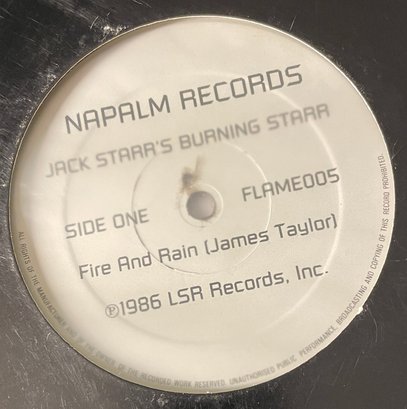 NAPALM RECORDS
JACK STARR'S BURNING STARR
SIDE ONE
FLAME005
Fire And Rain (James Taylor)
Ⓟ1986 LSR Records, Inc.
ALL RIGHTS OF THE MANUFACTURER AND OF THE OWNER OF THE RECORDED WORK RESERVED. UNAUTHORISED PUBLIC PERFORMANCE, BROADCASTING AND COPYING OF THIS RECORD PROHIBITED.